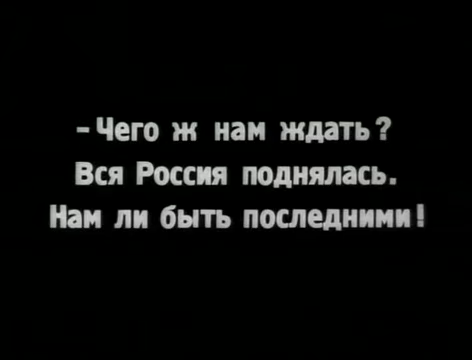 - Чего ж нам ждать?
Вся Россия поднялась.
Нам ли быть последними!